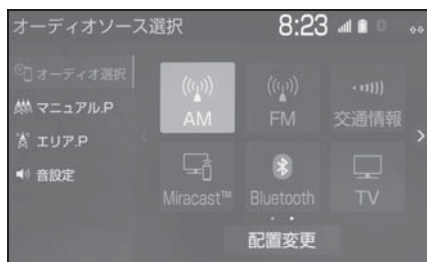 オーディオソース選択 8:23
オーディオ選択
マニュアル.P
エリア.P
音設定
AM FM 交通情報
Miracast™ Bluetooth TV
配置変更